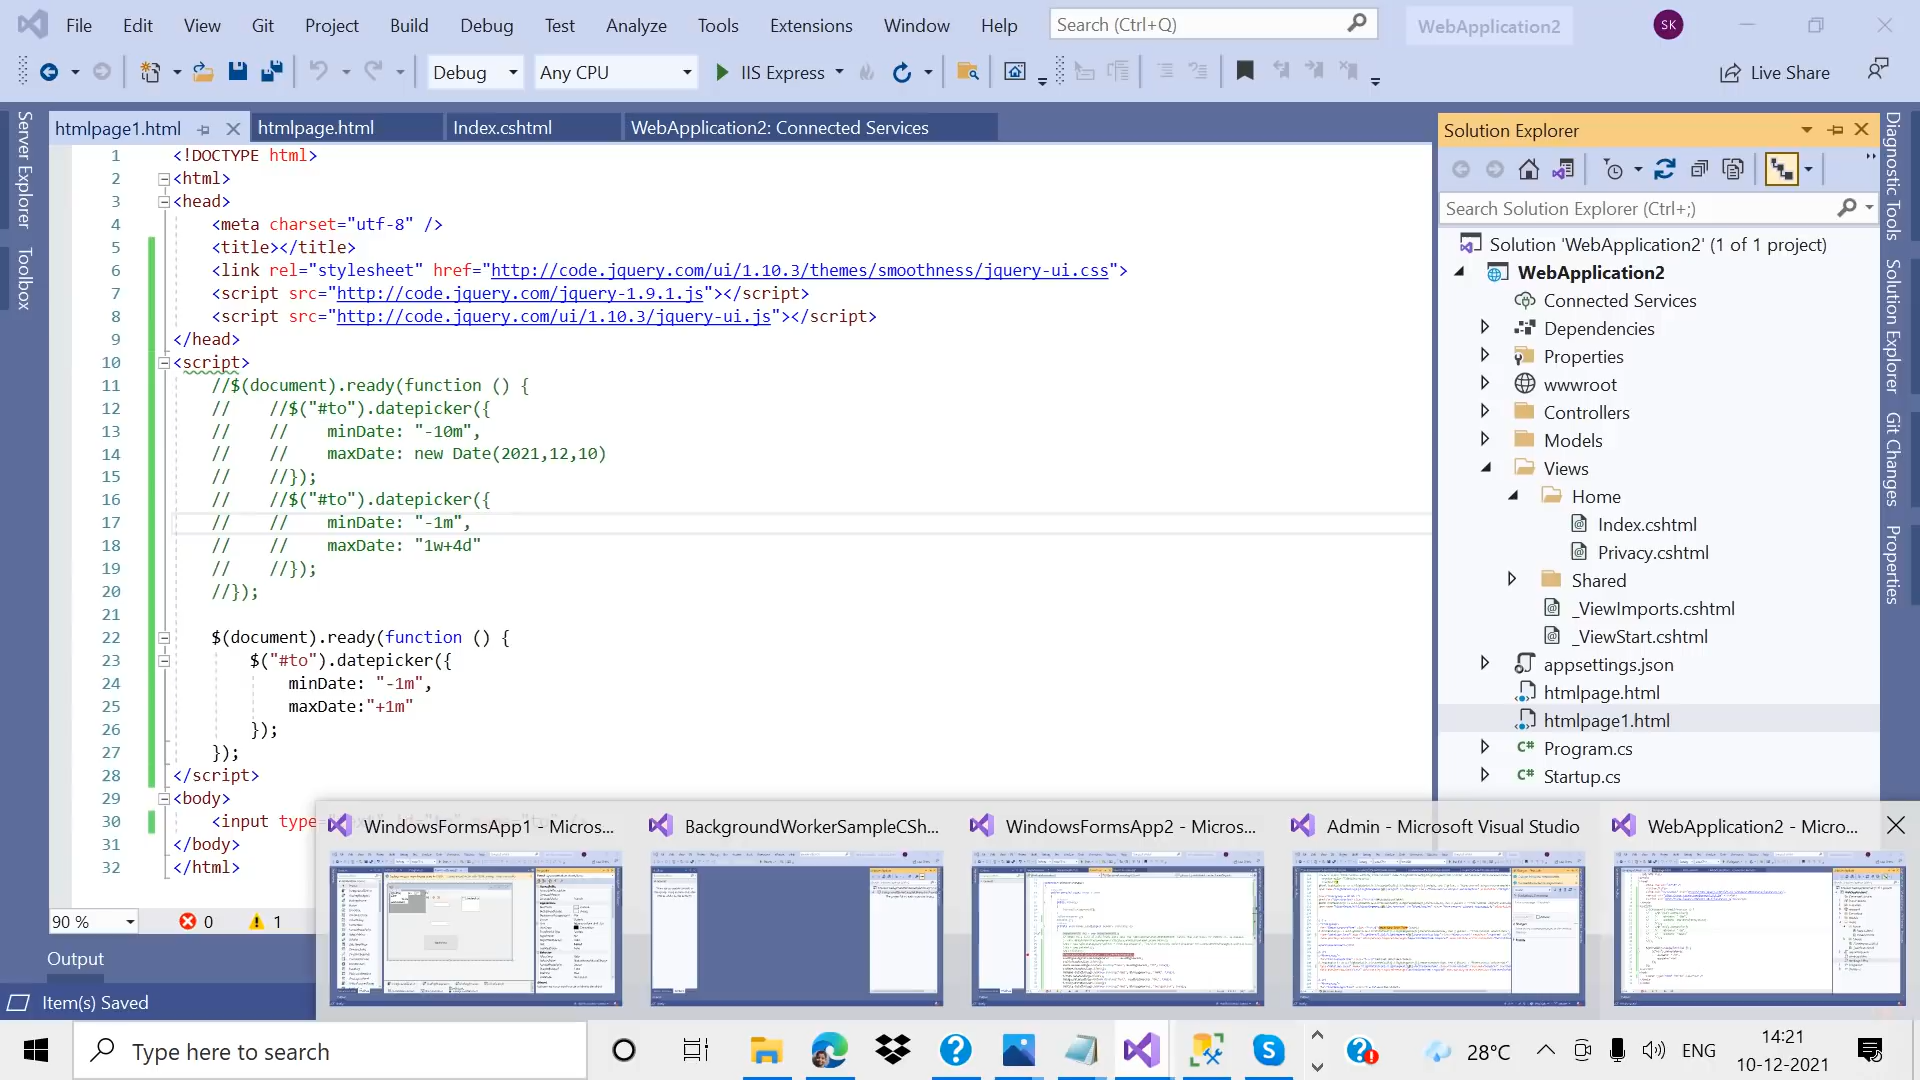 File Edit View Git Project Build Debug Test Analyze Tools Extensions Window Help Search (Ctrl+Q) WebApplication2 SK
Debug Any CPU IIS Express Live Share
htmlpage1.html htmlpage.html Index.cshtml WebApplication2: Connected Services
Server Explorer
Toolbox
1 <!DOCTYPE html>
2 <html>
3 <head>
4 <meta charset="utf-8" />
5 <title></title>
6 <link rel="stylesheet" href="http://code.jquery.com/ui/1.10.3/themes/smoothness/jquery-ui.css">
7 <script src="http://code.jquery.com/jquery-1.9.1.js"></script>
8 <script src="http://code.jquery.com/ui/1.10.3/jquery-ui.js"></script>
9 </head>
10 <script>
11 //$(document).ready(function () {
12 // //$("#to").datepicker({
13 // // minDate: "-10m",
14 // // maxDate: new Date(2021,12,10)
15 // //});
16 // //$("#to").datepicker({
17 // // minDate: "-1m",
18 // // maxDate: "1w+4d"
19 // //});
20 //});
21
22 $(document).ready(function () {
23 $("#to").datepicker({
24 minDate: "-1m",
25 maxDate:"+1m"
26 });
27 });
28 </script>
29 <body>
30 <input type=
31 </body>
32 </html>
90 % 0 1
Output
Item(s) Saved
Solution Explorer
Search Solution Explorer (Ctrl+;)
Solution 'WebApplication2' (1 of 1 project)
WebApplication2
Connected Services
Dependencies
Properties
wwwroot
Controllers
Models
Views
Home
Index.cshtml
Privacy.cshtml
Shared
_ViewImports.cshtml
_ViewStart.cshtml
appsettings.json
htmlpage.html
htmlpage1.html
C# Program.cs
C# Startup.cs
Diagnostic Tools
Solution Explorer
Git Changes
Properties
WindowsFormsApp1 - Micros...
BackgroundWorkerSampleCSh...
WindowsFormsApp2 - Micros...
Admin - Microsoft Visual Studio
WebApplication2 - Micro...
Type here to search
28°C ENG 14:21
10-12-2021